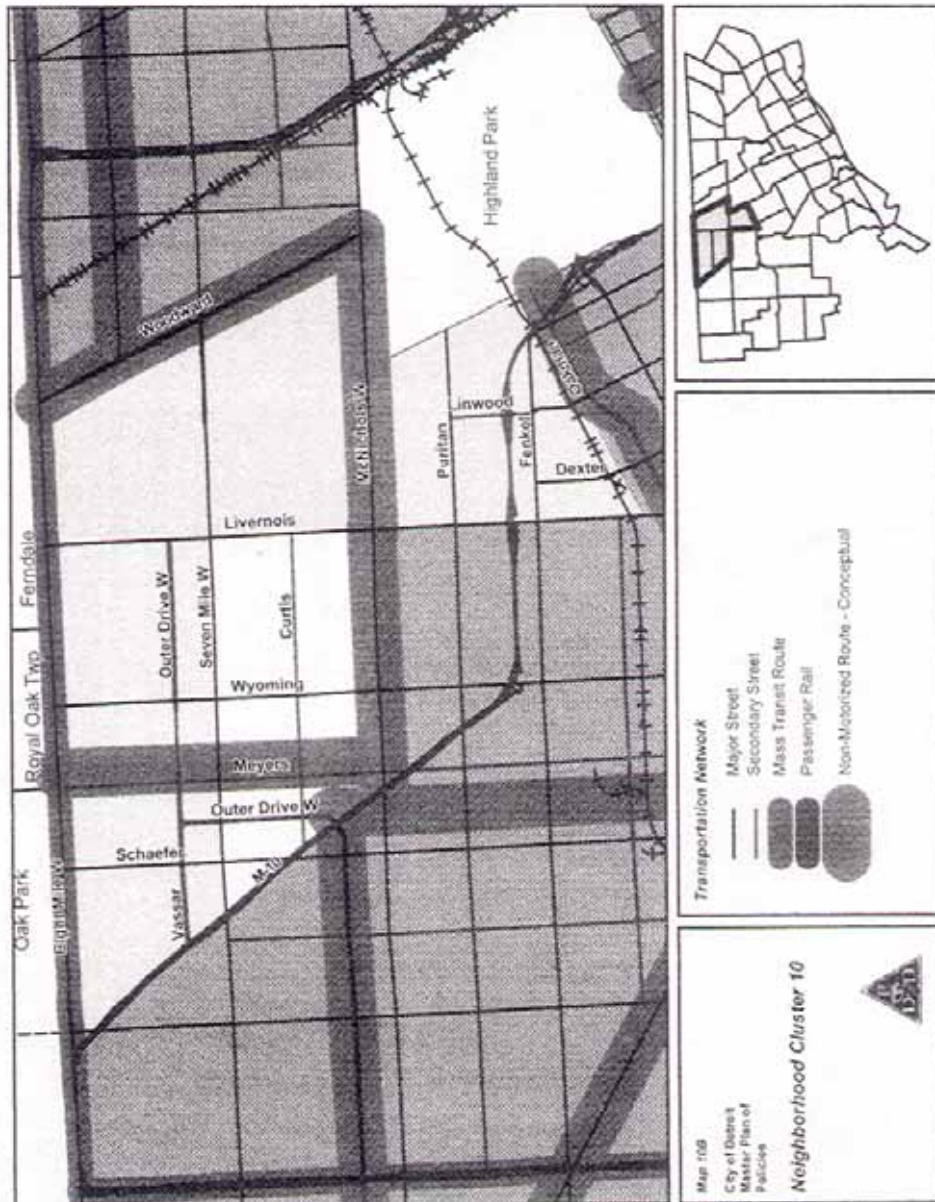 Oak Park
Royal Oak Two
Ferndale
Eight Mile W
Woodward
Highland Park
Livernois
Outer Drive W
Seven Mile W
Curtis
Wyoming
McNichols W
Puritan
Linwood
Fenkell
Dexter
Meyers
Outer Drive W
Schaefer
M-10
Vassar
Map 10B
City of Detroit
Master Plan of
Policies
Neighborhood Cluster 10
Transportation Network
Major Street
Secondary Street
Mass Transit Route
Passenger Rail
Non-Motorized Route - Conceptual